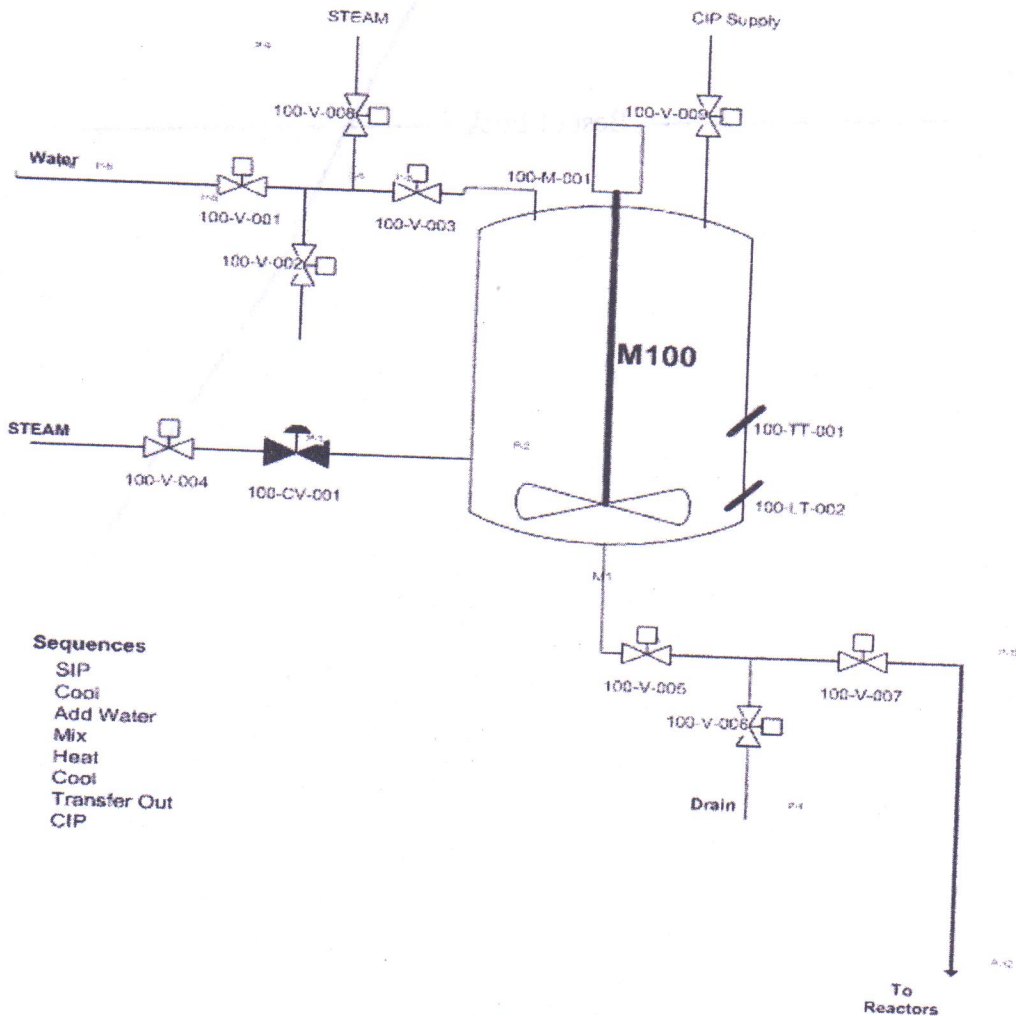 STEAM
CIP Supply
100-V-008
100-V-009
Water
100-M-001
100-V-001
100-V-003
100-V-002
M100
STEAM
100-TT-001
100-V-004
100-CV-001
100-LT-002
M1
Sequences
SIP
Cool
Add Water
Mix
Heat
Cool
Transfer Out
CIP
100-V-005
100-V-007
100-V-006
Drain
To
Reactors